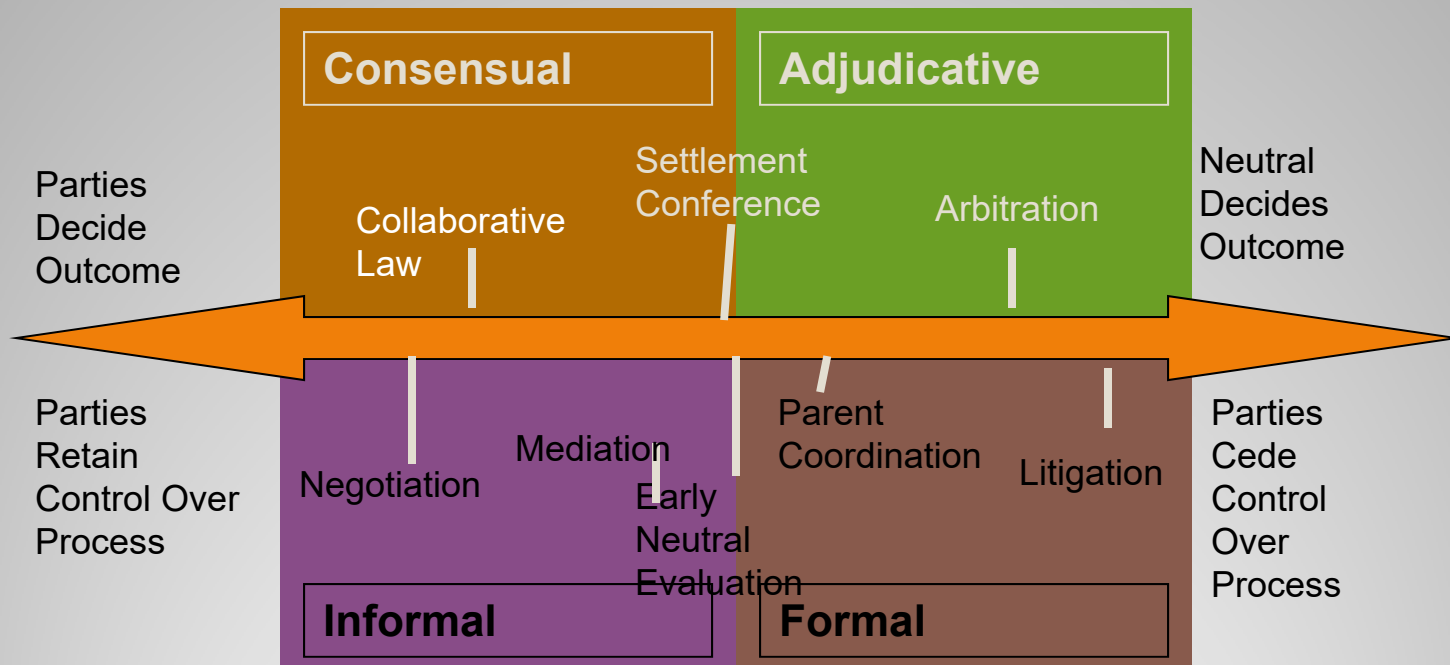 Consensual
Adjudicative
Parties
Decide
Outcome
Collaborative
Law
Settlement
Conference
Arbitration
Neutral
Decides
Outcome
Parties
Retain
Control Over
Process
Negotiation
Mediation
Early
Neutral
Evaluation
Parent
Coordination
Litigation
Parties
Cede
Control
Over
Process
Informal
Formal